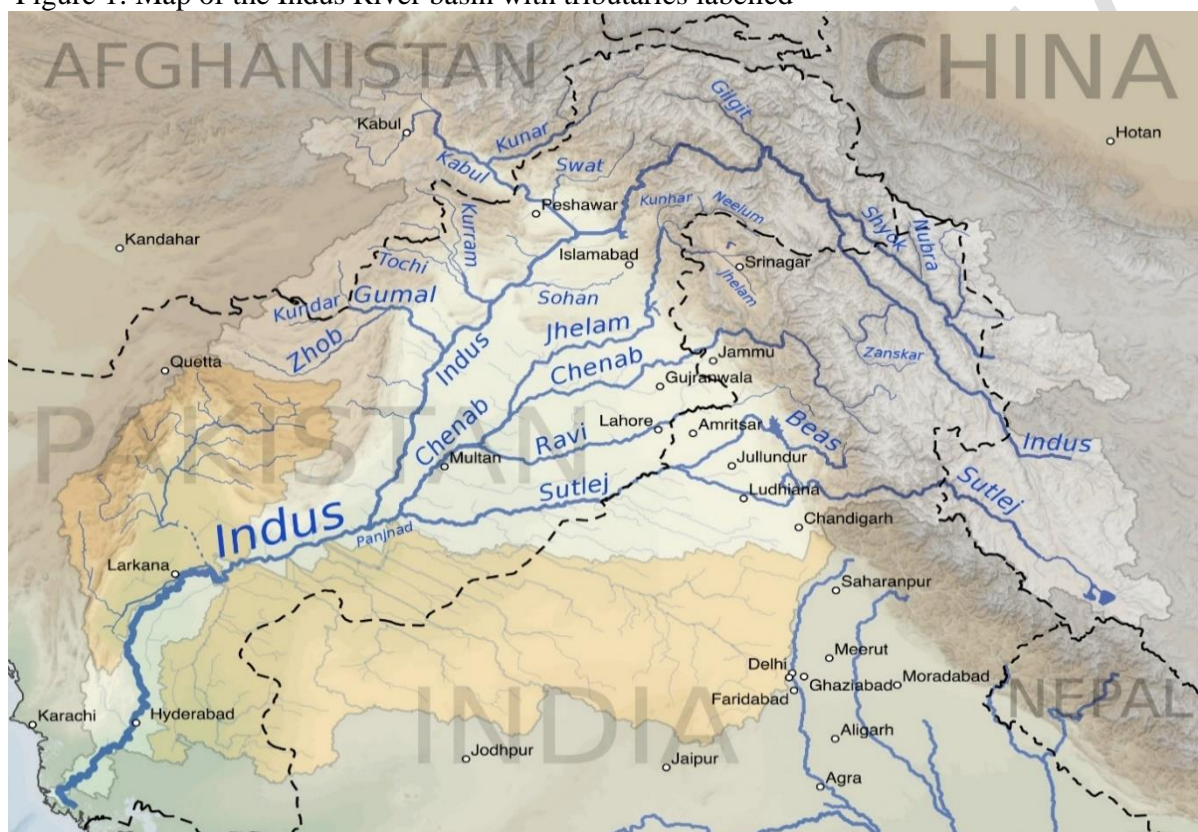 Figure 1: Map of the Indus River basin with tributaries labelled
AFGHANISTAN
CHINA
Gilgit
Kabul
Hotan
Kunar
Kabul
Swat
Kunhar
Neelum
Peshawar
Kurram
Shyok
Nubra
Kandahar
Islamabad
Srinagar
Tochi
Jhelam
Gumal
Sohan
Kundar
Jhelam
Zhob
Indus
Chenab
Jammu
Zanskar
Quetta
Gujranwala
PAKISTAN
Chenab
Ravi
Lahore
Amritsar
Beas
Indus
Multan
Jullundur
Sutlej
Ludhiana
Sutlej
Indus
Panjnad
Chandigarh
Larkana
Saharanpur
Meerut
Delhi
Ghaziabad
Moradabad
Faridabad
NEPAL
Karachi
Hyderabad
INDIA
Aligarh
Jodhpur
Jaipur
Agra